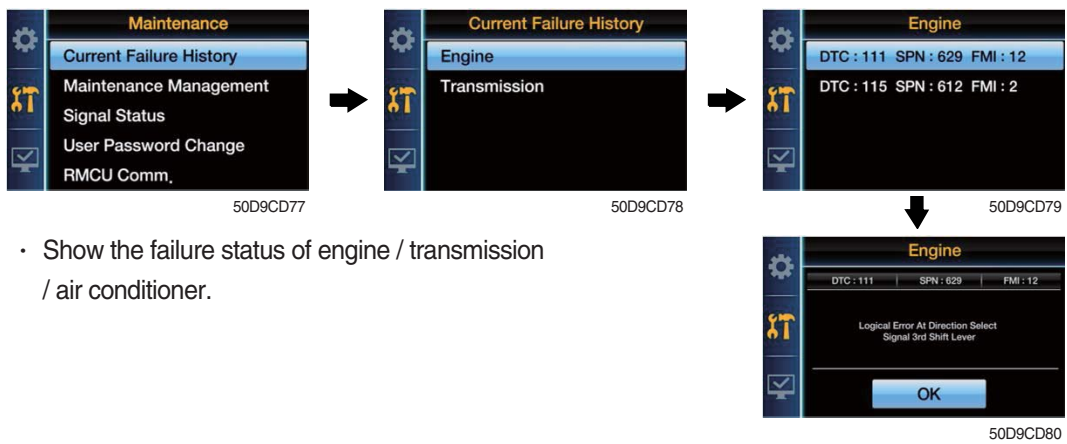 Maintenance
Current Failure History
Maintenance Management
Signal Status
User Password Change
RMCU Comm.
50D9CD77
Current Failure History
Engine
Transmission
50D9CD78
Engine
DTC : 111 SPN : 629 FMI : 12
DTC : 115 SPN : 612 FMI : 2
50D9CD79
· Show the failure status of engine / transmission
/ air conditioner.
Engine
DTC : 111 | SPN : 629 | FMI : 12
Logical Error At Direction Select
Signal 3rd Shift Lever
OK
50D9CD80